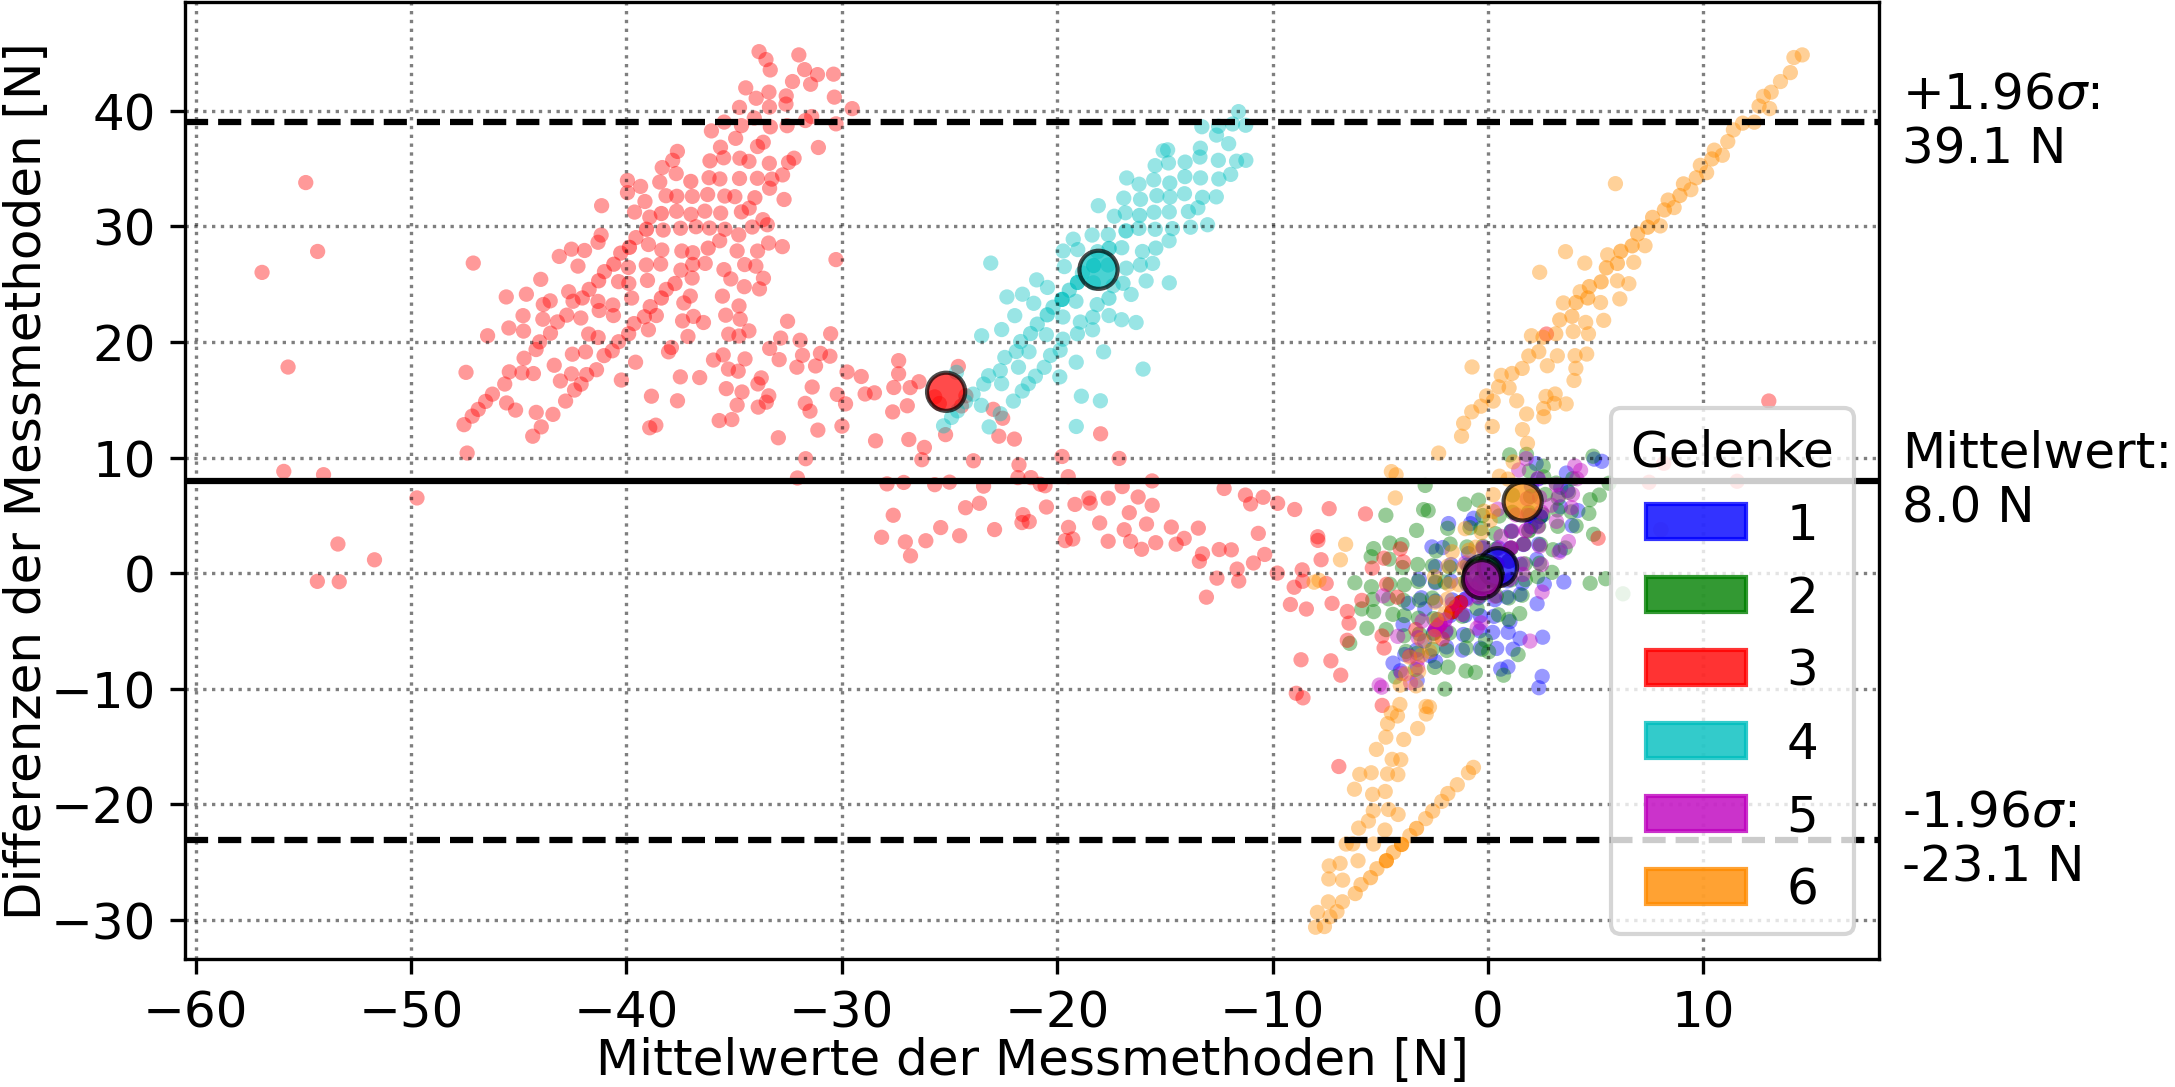 Differenzen der Messmethoden [N]
40
30
20
10
0
−10
−20
−30
−60
−50
−40
−30
−20
−10
0
10
Mittelwerte der Messmethoden [N]
+1.96σ:
39.1 N
Mittelwert:
8.0 N
-1.96σ:
-23.1 N
Gelenke
1
2
3
4
5
6